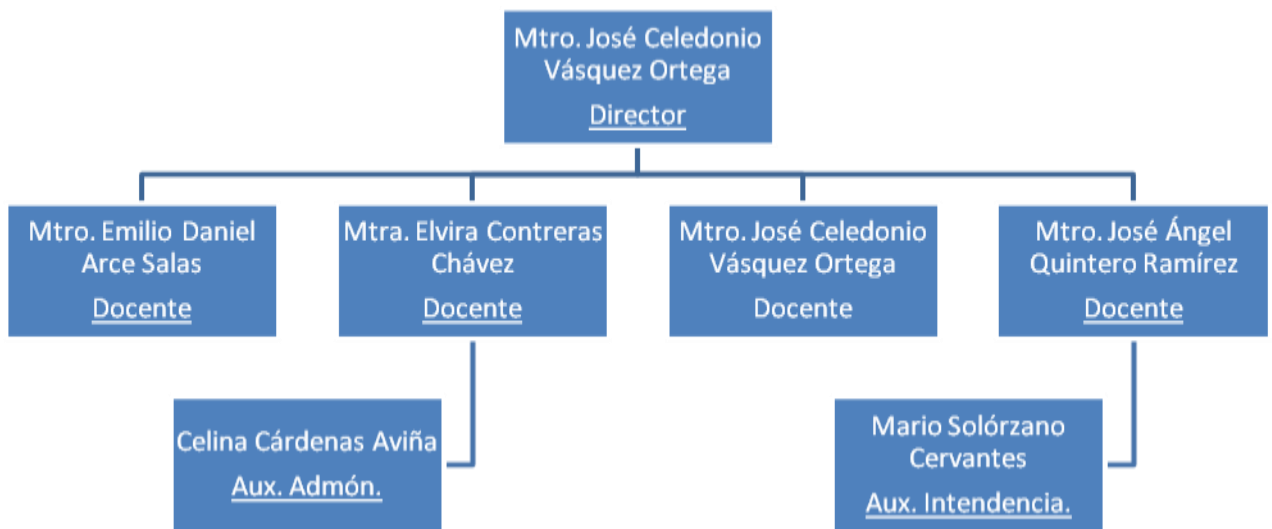 Mtro. José Celedonio
Vásquez Ortega
Director
Mtro. Emilio Daniel
Arce Salas
Docente
Mtra. Elvira Contreras
Chávez
Docente
Mtro. José Celedonio
Vásquez Ortega
Docente
Mtro. José Ángel
Quintero Ramírez
Docente
Celina Cárdenas Aviña
Aux. Admón.
Mario Solórzano
Cervantes
Aux. Intendencia.